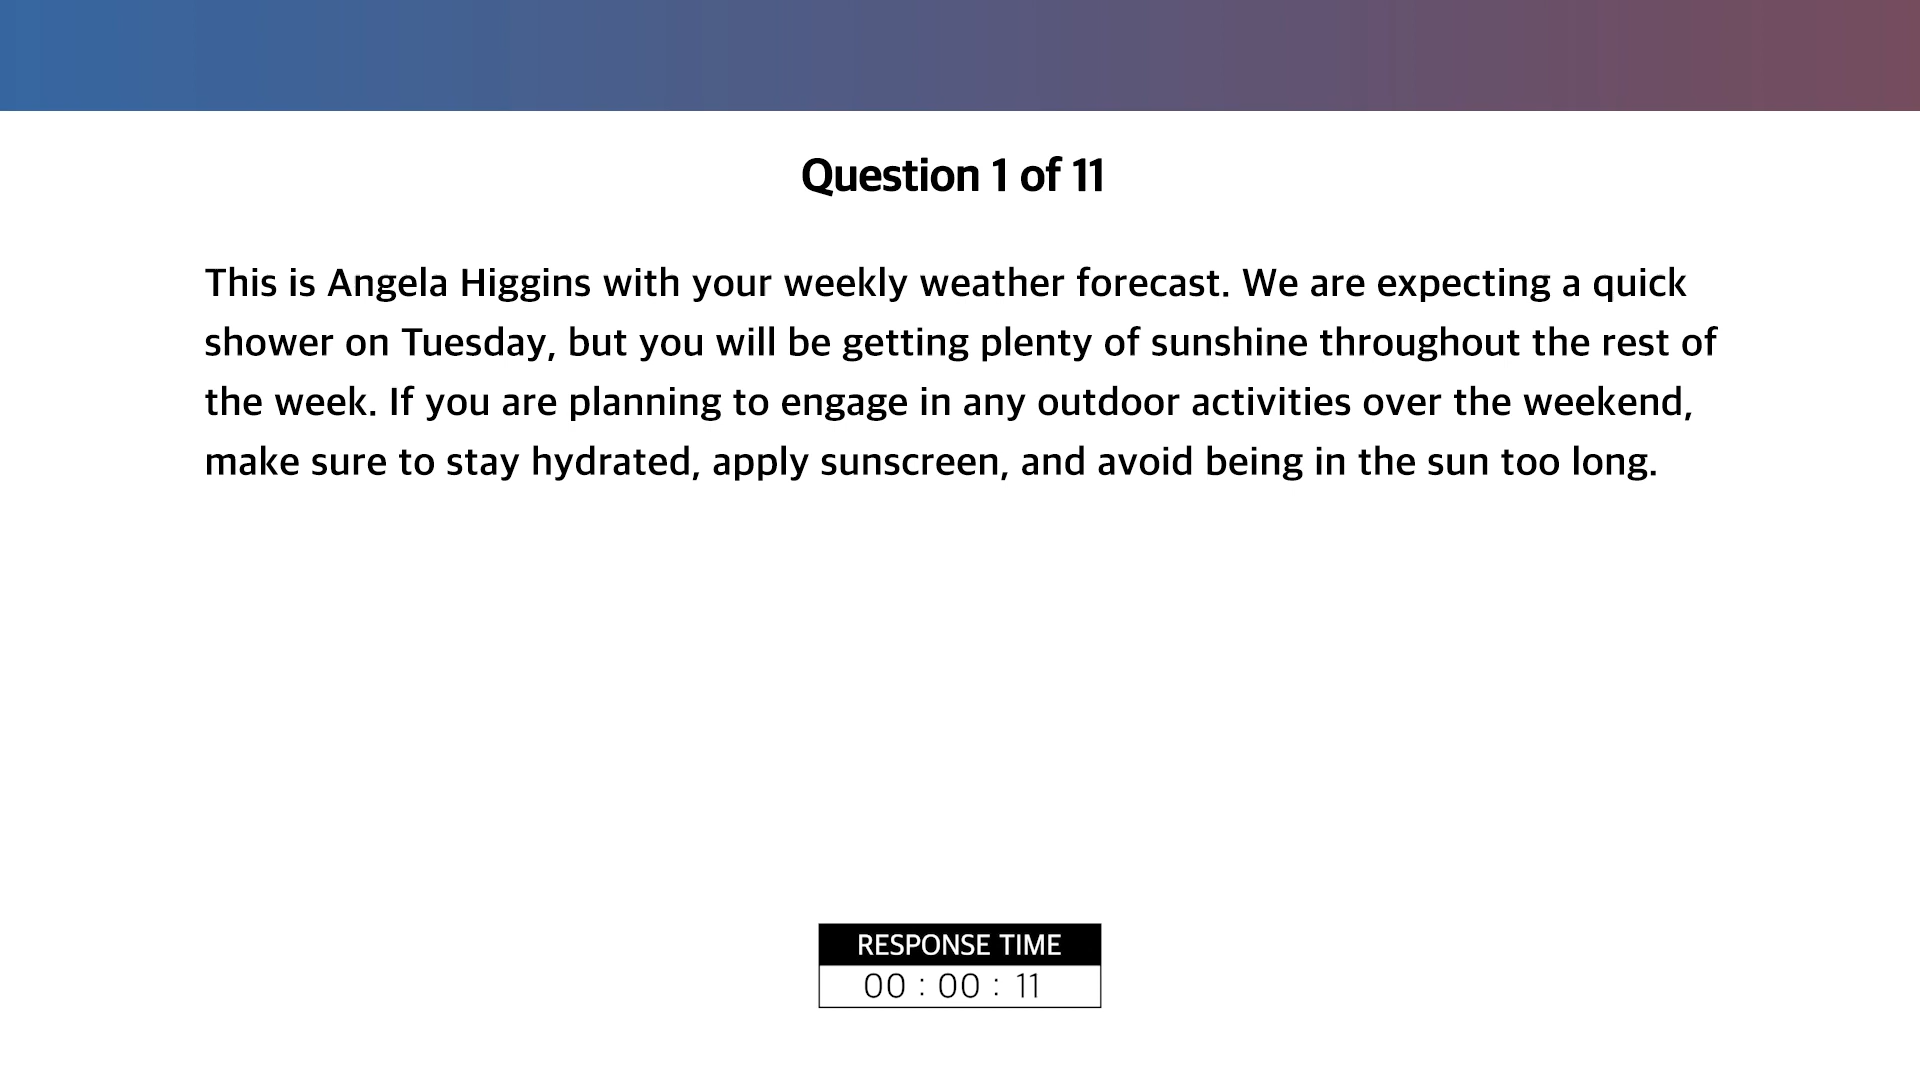 Question 1 of 11
This is Angela Higgins with your weekly weather forecast. We are expecting a quick
shower on Tuesday, but you will be getting plenty of sunshine throughout the rest of
the week. If you are planning to engage in any outdoor activities over the weekend,
make sure to stay hydrated, apply sunscreen, and avoid being in the sun too long.
RESPONSE TIME
00 : 00 : 11